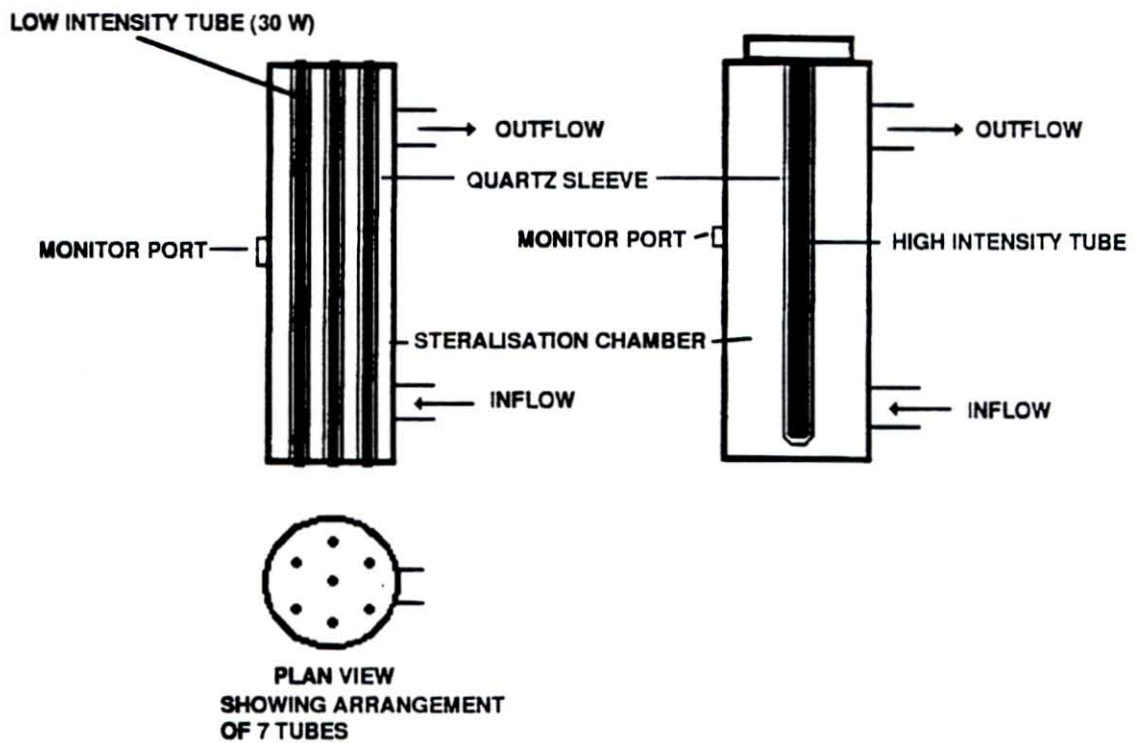 LOW INTENSITY TUBE (30 W)
OUTFLOW
OUTFLOW
QUARTZ SLEEVE
MONITOR PORT
MONITOR PORT
HIGH INTENSITY TUBE
STERALISATION CHAMBER
INFLOW
INFLOW
PLAN VIEW
SHOWING ARRANGEMENT
OF 7 TUBES